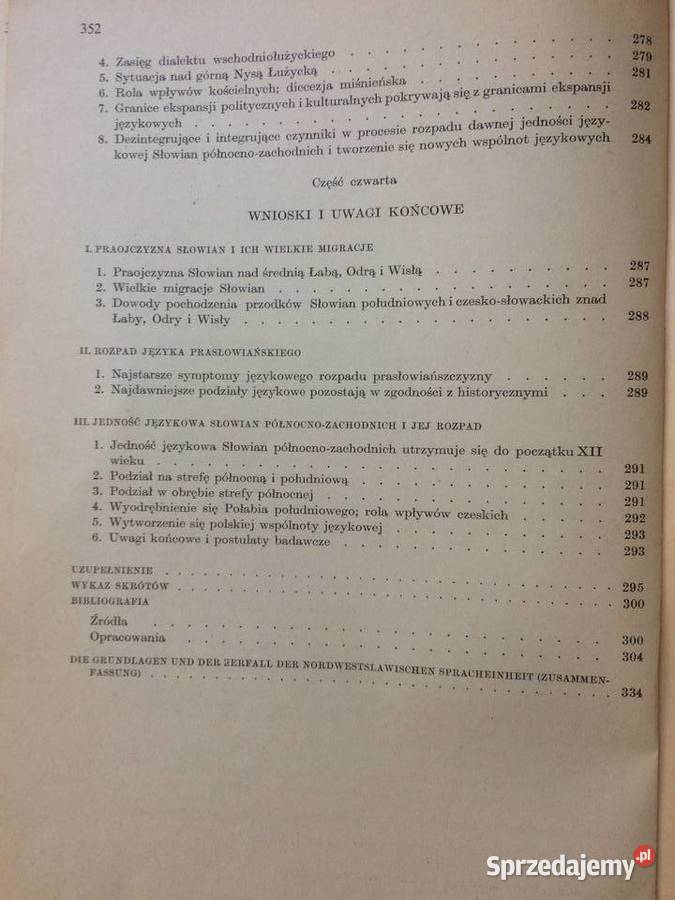 352
4. Zasięg dialektu wschodniołużyckiego . . . . . . . . . . . 278
5. Sytuacja nad górną Nysą Łużycką . . . . . . . . . . . 279
6. Rola wpływów kościelnych; diecezja miśnieńska . . . . . . . . 281
7. Granice ekspansji politycznych i kulturalnych pokrywają się z granicami ekspansji
językowych . . . . . . . . . . . . . . . . . . 282
8. Dezintegrujące i integrujące czynniki w procesie rozpadu dawnej jedności języ-
kowej Słowian północno-zachodnich i tworzenie się nowych wspólnot językowych 284
Część czwarta
WNIOSKI I UWAGI KOŃCOWE
I. PRAOJCZYZNA SŁOWIAN I ICH WIELKIE MIGRACJE
1. Praojczyzna Słowian nad średnią Łabą, Odrą i Wisłą . . . . . . . . 287
2. Wielkie migracje Słowian . . . . . . . . . . . . . . 287
3. Dowody pochodzenia przodków Słowian południowych i czesko-słowackich znad
Łaby, Odry i Wisły . . . . . . . . . . . . . . . . 288
II. ROZPAD JĘZYKA PRASŁOWIAŃSKIEGO
1. Najstarsze symptomy językowego rozpadu prasłowiańszczyzny . . . . . . 289
2. Najdawniejsze podziały językowe pozostają w zgodności z historycznymi . . . 289
III. JEDNOŚĆ JĘZYKOWA SŁOWIAN PÓŁNOCNO-ZACHODNICH I JEJ ROZPAD
1. Jedność językowa Słowian północno-zachodnich utrzymuje się do początku XII
wieku . . . . . . . . . . . . . . . . . . . . 291
2. Podział na strefę północną i południową . . . . . . . . . . . 291
3. Podział w obrębie strefy północnej . . . . . . . . . . . . . 291
4. Wyodrębnienie się Połabia południowego; rola wpływów czeskich . . . . . 292
5. Wytworzenie się polskiej wspólnoty językowej . . . . . . . . . . 293
6. Uwagi końcowe i postulaty badawcze . . . . . . . . . . . . 293
UZUPEŁNIENIE . . . . . . . . . . . . . . . . . . .
WYKAZ SKRÓTÓW . . . . . . . . . . . . . . . . . . 295
BIBLIOGRAFIA . . . . . . . . . . . . . . . . . . . 300
Źródła . . . . . . . . . . . . . . . . . . . .
Opracowania . . . . . . . . . . . . . . . . . . 300
304
DIE GRUNDLAGEN UND DER ZERFALL DER NORDWESTSLAWISCHEN SPRACHEINHEIT (ZUSAMMEN-
FASSUNG) . . . . . . . . . . . . . . . . . . . . 334
Sprzedajemy.pl